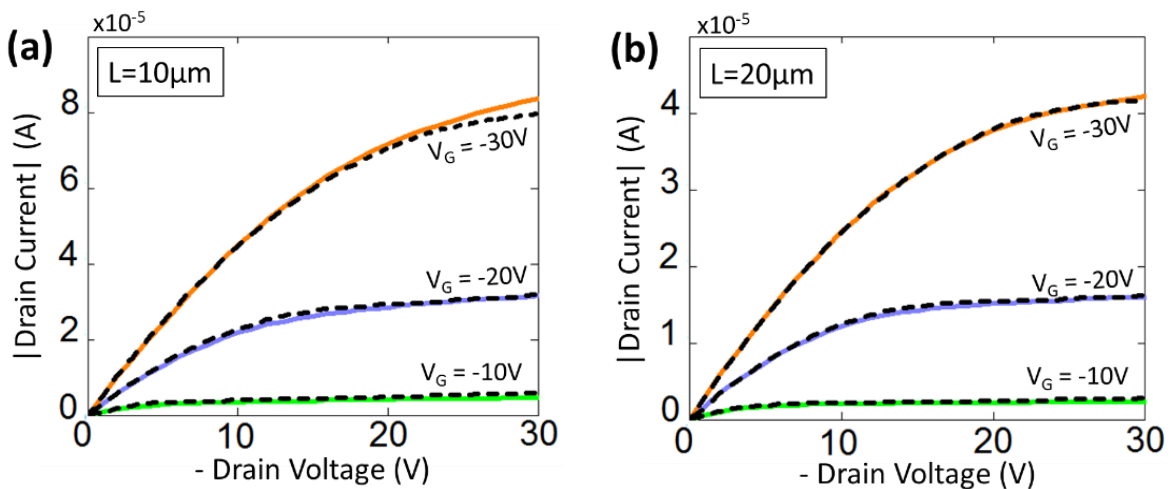 (a)
x10⁻⁵
L=10μm
|Drain Current| (A)
8
6
4
2
0
V_G = -30V
V_G = -20V
V_G = -10V
0 10 20 30
- Drain Voltage (V)
(b)
x10⁻⁵
L=20μm
|Drain Current| (A)
4
3
2
1
0
V_G = -30V
V_G = -20V
V_G = -10V
0 10 20 30
- Drain Voltage (V)